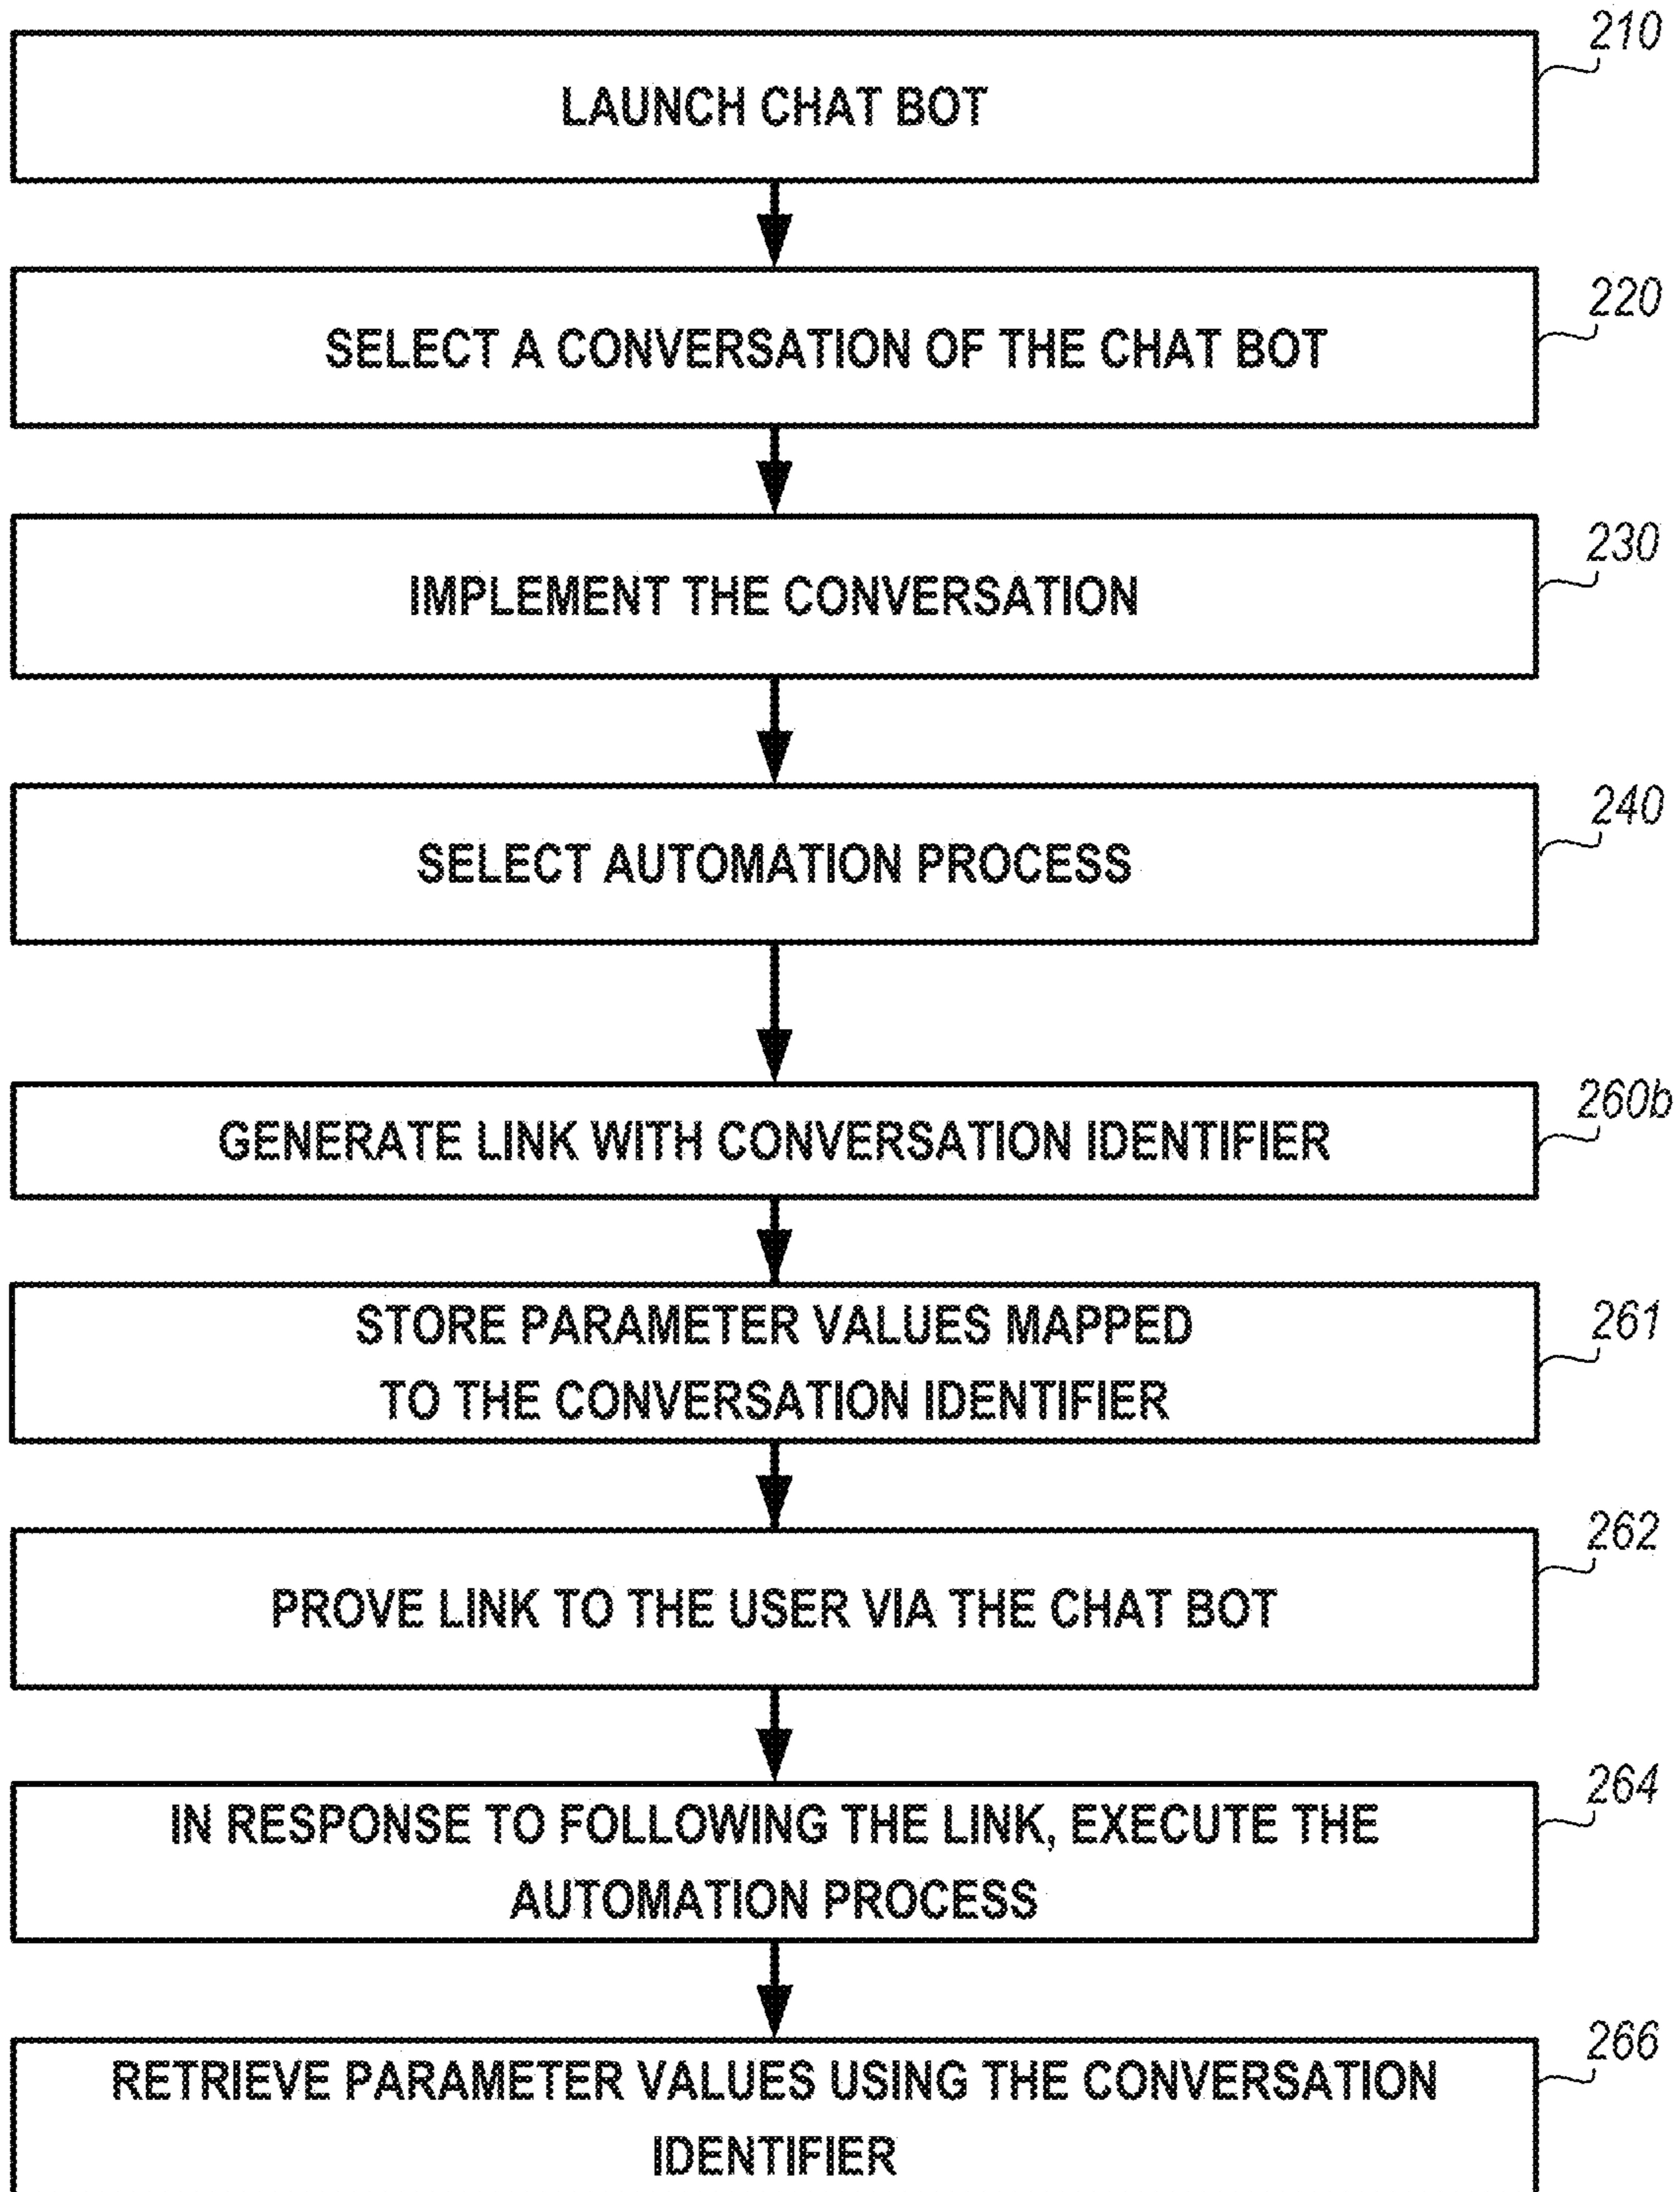 210
LAUNCH CHAT BOT
220
SELECT A CONVERSATION OF THE CHAT BOT
230
IMPLEMENT THE CONVERSATION
240
SELECT AUTOMATION PROCESS
260b
GENERATE LINK WITH CONVERSATION IDENTIFIER
261
STORE PARAMETER VALUES MAPPED
TO THE CONVERSATION IDENTIFIER
262
PROVE LINK TO THE USER VIA THE CHAT BOT
264
IN RESPONSE TO FOLLOWING THE LINK, EXECUTE THE
AUTOMATION PROCESS
266
RETRIEVE PARAMETER VALUES USING THE CONVERSATION
IDENTIFIER